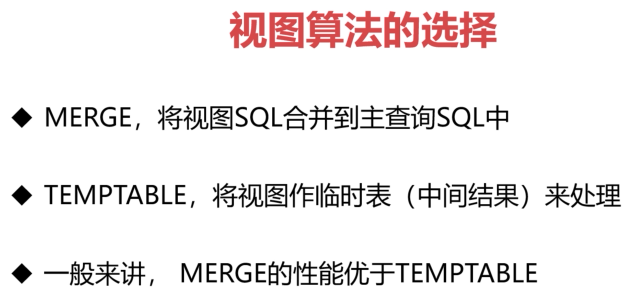 视图算法的选择
◆ MERGE，将视图SQL合并到主查询SQL中
◆ TEMPTABLE，将视图作临时表（中间结果）来处理
◆ 一般来讲， MERGE的性能优于TEMPTABLE